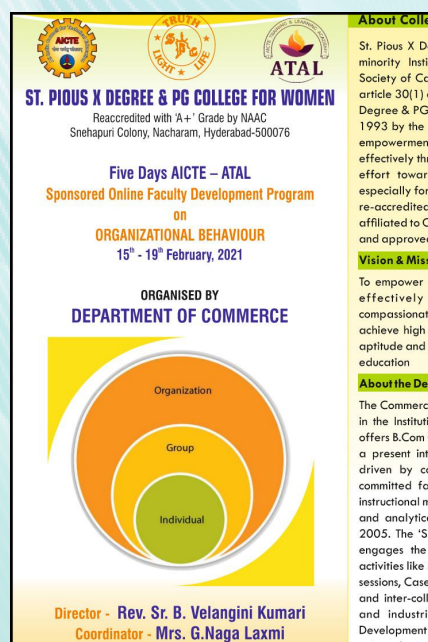 AICTE
TRUTH
LIGHT
LIFE
ATAL
ST. PIOUS X DEGREE & PG COLLEGE FOR WOMEN
Reaccredited with 'A+' Grade by NAAC
Snehapuri Colony, Nacharam, Hyderabad-500076
Five Days AICTE – ATAL
Sponsored Online Faculty Development Program
on
ORGANIZATIONAL BEHAVIOUR
15th - 19th February, 2021
ORGANISED BY
DEPARTMENT OF COMMERCE
Organization
Group
Individual
Director - Rev. Sr. B. Velangini Kumari
Coordinator - Mrs. G.Naga Laxmi
About Colle
St. Pious X D
minority Insti
Society of Ca
article 30(1)
Degree & PG
1993 by the
empowermen
effectively thr
effort towar
especially for
re-accredited
affiliated to
and approve
Vision & Miss
To empower
effectively
compassionat
achieve high
aptitude and
education
About the De
The Commerc
in the Instituti
offers B.Com
a present int
driven by co
committed fa
instructional m
and analytica
2005. The 'S
engages the
activities like
sessions, Case
and inter-coll
and industri
Development